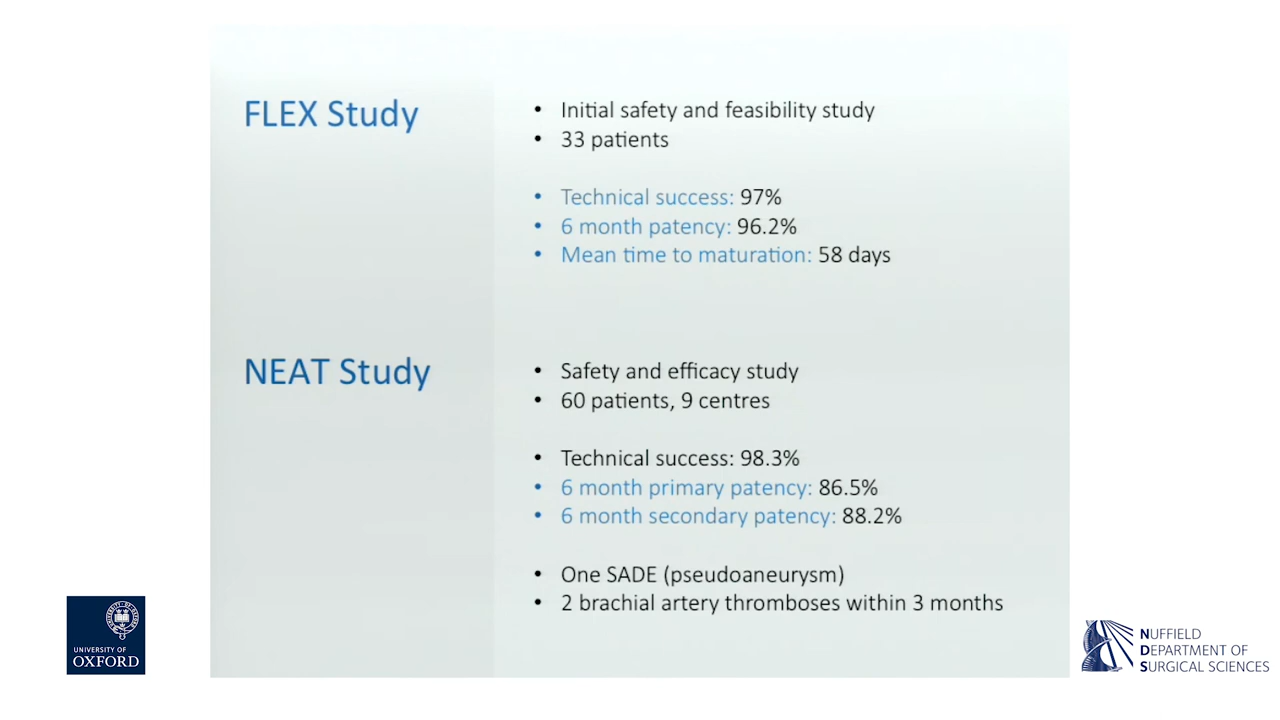 FLEX Study
• Initial safety and feasibility study
• 33 patients
• Technical success: 97%
• 6 month patency: 96.2%
• Mean time to maturation: 58 days
NEAT Study
• Safety and efficacy study
• 60 patients, 9 centres
• Technical success: 98.3%
• 6 month primary patency: 86.5%
• 6 month secondary patency: 88.2%
• One SADE (pseudoaneurysm)
• 2 brachial artery thromboses within 3 months
UNIVERSITY OF
OXFORD
NUFFIELD
DEPARTMENT OF
SURGICAL SCIENCES